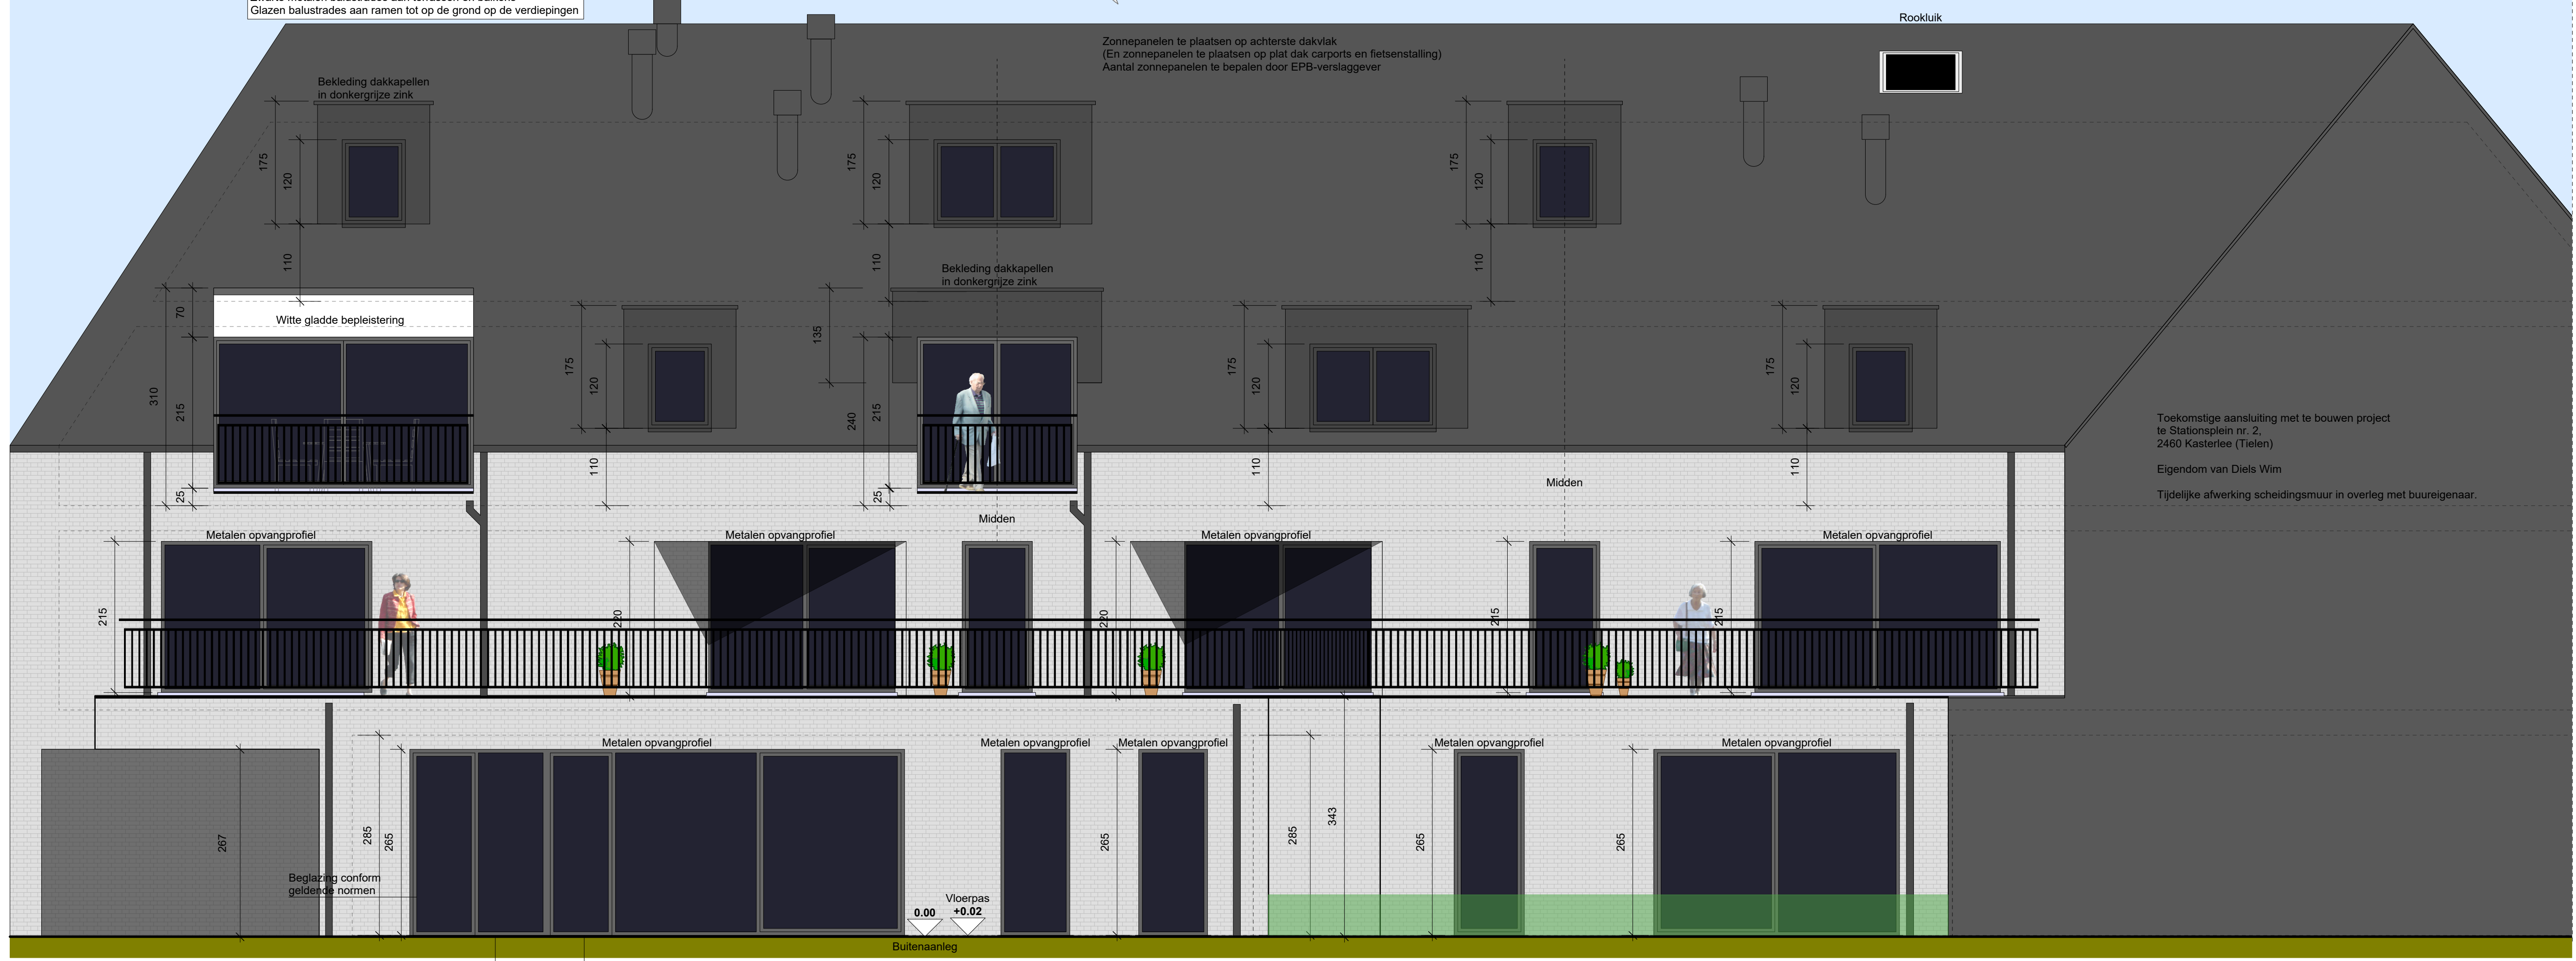 Glazen balustrades aan ramen tot op de grond op de verdiepingen
Rookluik
Zonnepanelen te plaatsen op achterste dakvlak
(En zonnepanelen te plaatsen op plat dak carports en fietsenstalling)
Aantal zonnepanelen te bepalen door EPB-verslaggever
Bekleding dakkapellen
in donkergrijze zink
175
120
110
175
120
110
175
120
110
Bekleding dakkapellen
in donkergrijze zink
Witte gladde bepleistering
310
70
215
25
175
120
110
135
240
215
25
175
120
110
175
120
110
Toekomstige aansluiting met te bouwen project
te Stationsplein nr. 2,
2460 Kasterlee (Tielen)
Eigendom van Diels Wim
Tijdelijke afwerking scheidingsmuur in overleg met buureigenaar.
Midden
Midden
Metalen opvangprofiel
Metalen opvangprofiel
Metalen opvangprofiel
Metalen opvangprofiel
215
220
220
215
215
Metalen opvangprofiel
Metalen opvangprofiel
Metalen opvangprofiel
Metalen opvangprofiel
Metalen opvangprofiel
267
285
265
265
285
343
265
265
Beglazing conform
geldende normen
Vloerpas
0.00
+0.02
Buitenaanleg